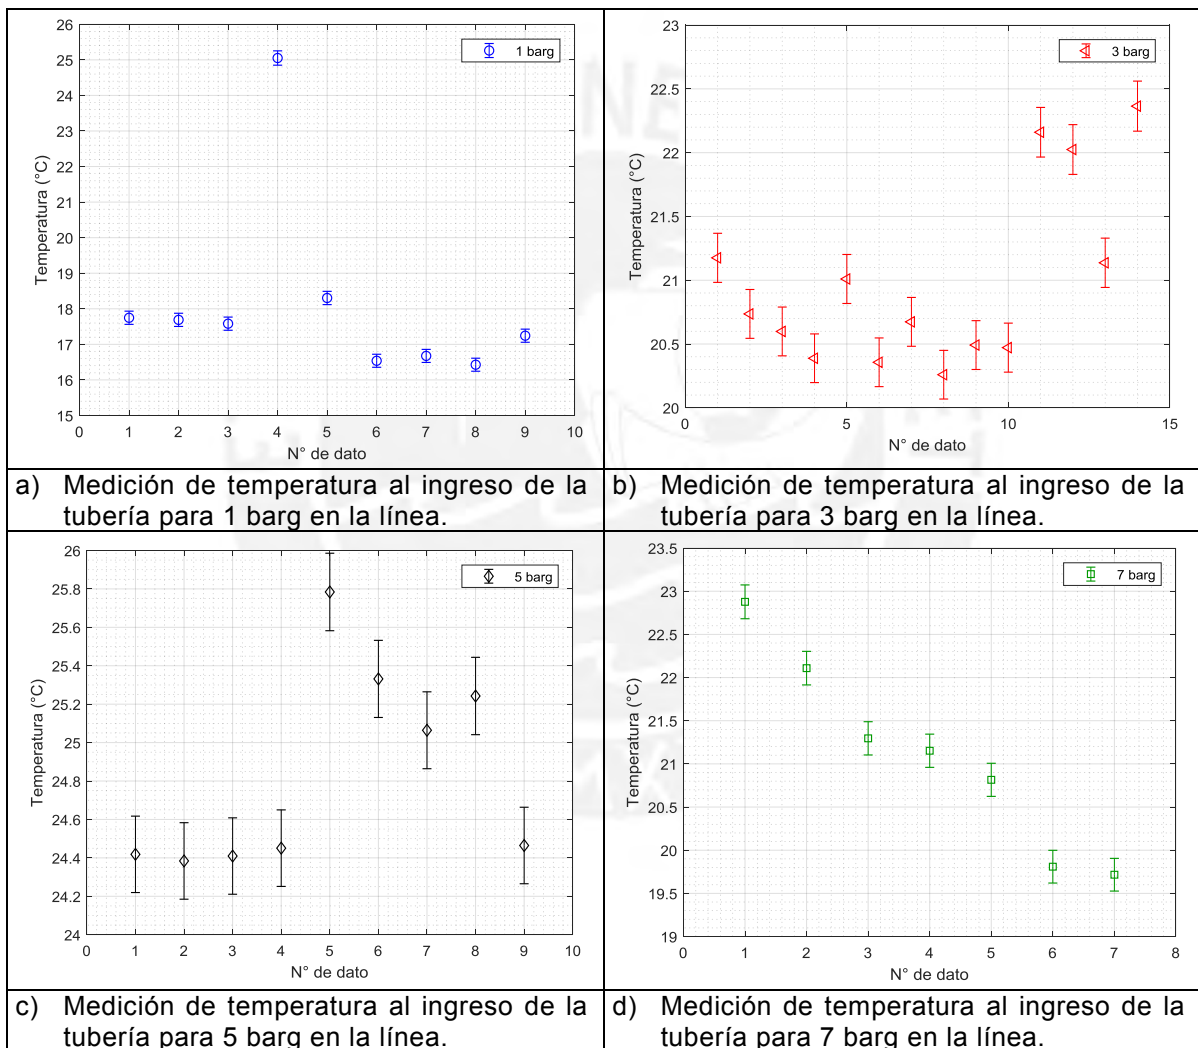 26
25
24
23
22
21
20
19
18
17
16
15
Temperatura (°C)
1 barg
0 1 2 3 4 5 6 7 8 9 10
N° de dato
23
22.5
22
21.5
21
20.5
20
Temperatura (°C)
3 barg
0 5 10 15
N° de dato
a) Medición de temperatura al ingreso de la
tubería para 1 barg en la línea.
b) Medición de temperatura al ingreso de la
tubería para 3 barg en la línea.
26
25.8
25.6
25.4
25.2
25
24.8
24.6
24.4
24.2
24
Temperatura (°C)
5 barg
0 1 2 3 4 5 6 7 8 9 10
N° de dato
23.5
23
22.5
22
21.5
21
20.5
20
19.5
19
Temperatura (°C)
7 barg
0 1 2 3 4 5 6 7 8
N° de dato
c) Medición de temperatura al ingreso de la
tubería para 5 barg en la línea.
d) Medición de temperatura al ingreso de la
tubería para 7 barg en la línea.